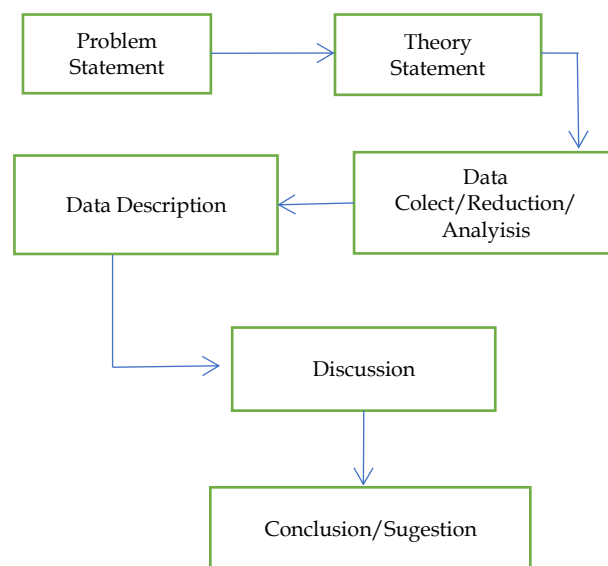 Problem
Statement
Theory
Statement
Data
Colect/Reduction/
Analyisis
Data Description
Discussion
Conclusion/Sugestion